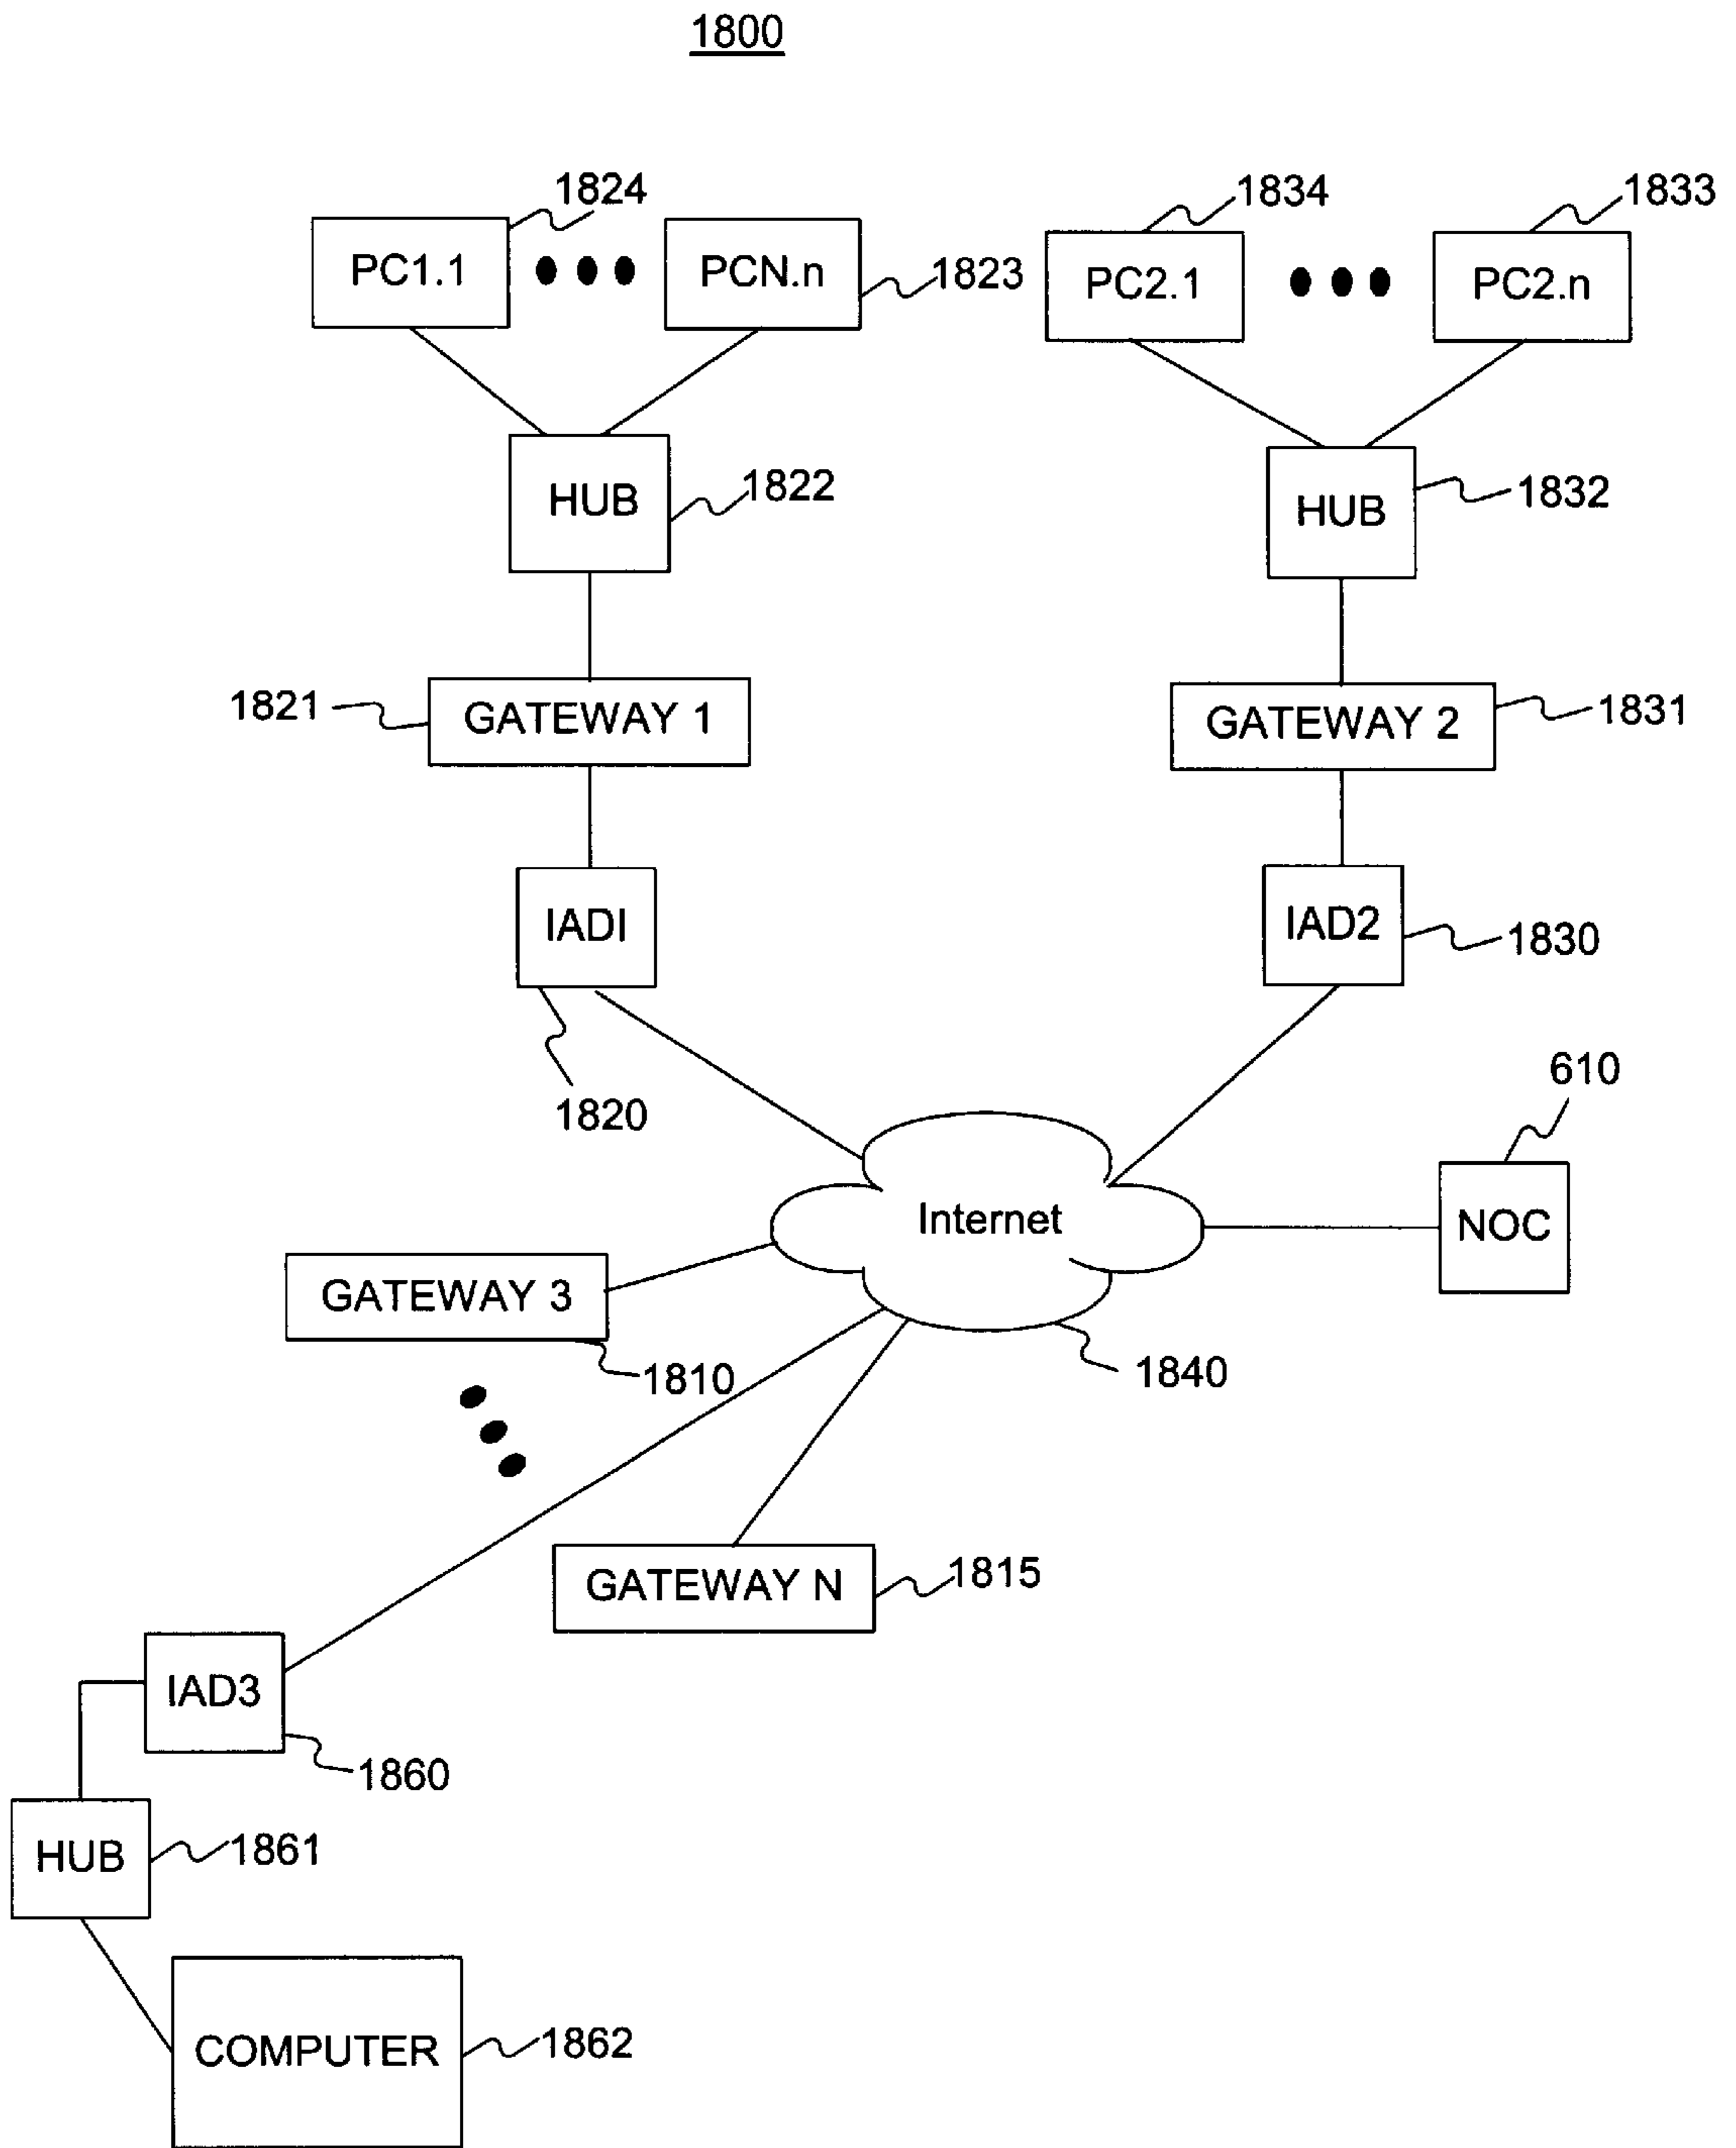 1800
1824
1834
1833
PC1.1
PCN.n
1823
PC2.1
PC2.n
HUB
1822
HUB
1832
1821
GATEWAY 1
GATEWAY 2
1831
IADI
IAD2
1830
1820
610
Internet
NOC
GATEWAY 3
1810
1840
GATEWAY N
1815
IAD3
1860
HUB
1861
COMPUTER
1862